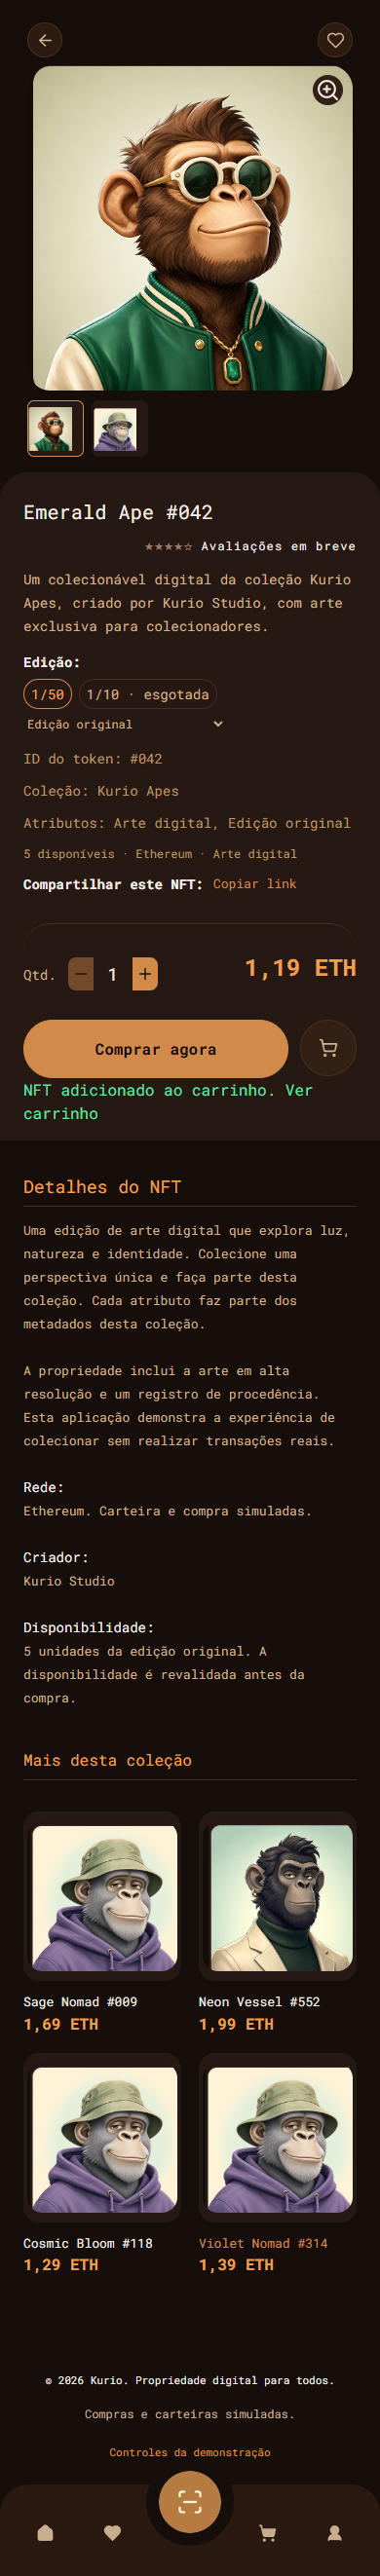 Emerald Ape #042
★★★★☆ Avaliações em breve
Um colecionável digital da coleção Kurio
Apes, criado por Kurio Studio, com arte
exclusiva para colecionadores.
Edição:
1/50 1/10 · esgotada
Edição original
ID do token: #042
Coleção: Kurio Apes
Atributos: Arte digital, Edição original
5 disponíveis · Ethereum · Arte digital
Compartilhar este NFT: Copiar link
Qtd. − 1 + 1,19 ETH
Comprar agora
NFT adicionado ao carrinho. Ver
carrinho
Detalhes do NFT
Uma edição de arte digital que explora luz,
natureza e identidade. Colecione uma
perspectiva única e faça parte desta
coleção. Cada atributo faz parte dos
metadados desta coleção.
A propriedade inclui a arte em alta
resolução e um registro de procedência.
Esta aplicação demonstra a experiência de
colecionar sem realizar transações reais.
Rede:
Ethereum. Carteira e compra simuladas.
Criador:
Kurio Studio
Disponibilidade:
5 unidades da edição original. A
disponibilidade é revalidada antes da
compra.
Mais desta coleção
Sage Nomad #009
1,69 ETH
Neon Vessel #552
1,99 ETH
Cosmic Bloom #118
1,29 ETH
Violet Nomad #314
1,39 ETH
© 2026 Kurio. Propriedade digital para todos.
Compras e carteiras simuladas.
Controles da demonstração